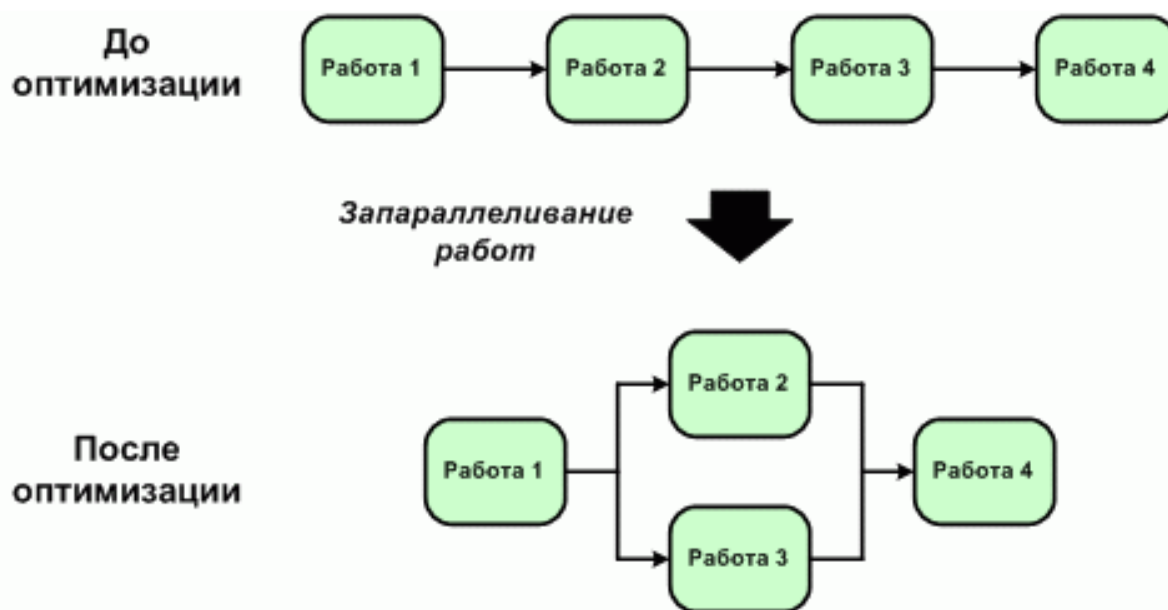 До
оптимизации
Работа 1
Работа 2
Работа 3
Работа 4
Запараллеливание
работ
После
оптимизации
Работа 1
Работа 2
Работа 3
Работа 4